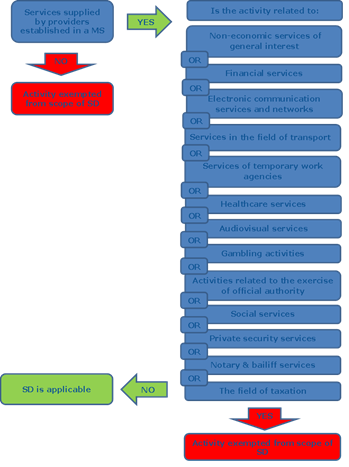 Services supplied
by providers
established in a MS
YES
Is the activity related to:
NO
Activity exempted
from scope of SD
Non-economic services of
general interest
OR
Financial services
OR
Electronic communication
services and networks
OR
Services in the field of transport
OR
Services of temporary work
agencies
OR
Healthcare services
OR
Audiovisual services
OR
Gambling activities
OR
Activities related to the exercise
of official authority
OR
Social services
OR
Private security services
OR
Notary & bailiff services
OR
The field of taxation
NO
SD is applicable
YES
Activity exempted from scope of
SD